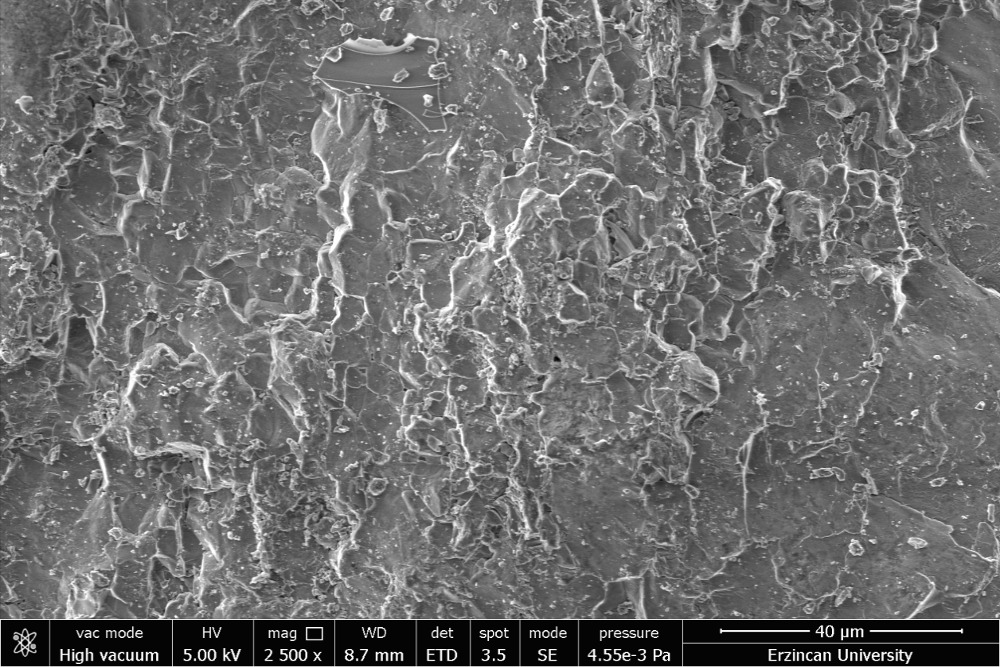 vac mode HV mag WD det spot mode pressure 40 µm
High vacuum 5.00 kV 2 500 x 8.7 mm ETD 3.5 SE 4.55e-3 Pa Erzincan University